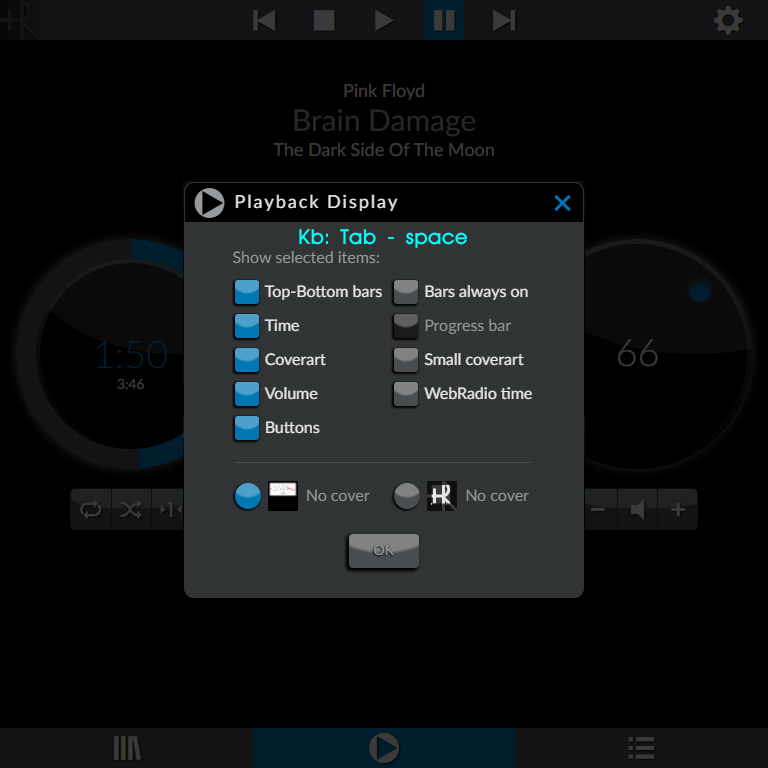 Pink Floyd
Brain Damage
The Dark Side Of The Moon
Playback Display
Kb: Tab - space
Show selected items:
Top-Bottom bars
Bars always on
Time
Progress bar
Coverart
Small coverart
Volume
WebRadio time
Buttons
1:50
3:46
66
No cover
No cover
1
OK